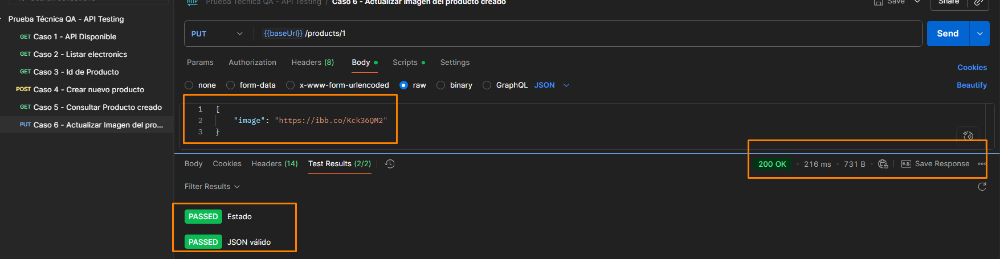 Search collections
HTTP Prueba Técnica QA - API Testing / Caso 6 - Actualizar Imagen del producto creado Save Share
Prueba Técnica QA - API Testing
GET Caso 1 - API Disponible
GET Caso 2 - Listar electronics
GET Caso 3 - Id de Producto
POST Caso 4 - Crear nuevo producto
GET Caso 5 - Consultar Producto creado
PUT Caso 6 - Actualizar Imagen del pro...
PUT {{baseUrl}} /products/1 Send
Params Authorization Headers (8) Body Scripts Settings
Cookies
none form-data x-www-form-urlencoded raw binary GraphQL JSON Beautify
1 {
2 "image": "https://ibb.co/Kck36QM2"
3 }
Body Cookies Headers (14) Test Results (2/2) 200 OK • 216 ms • 731 B • e.g. Save Response
Filter Results
PASSED Estado
PASSED JSON válido